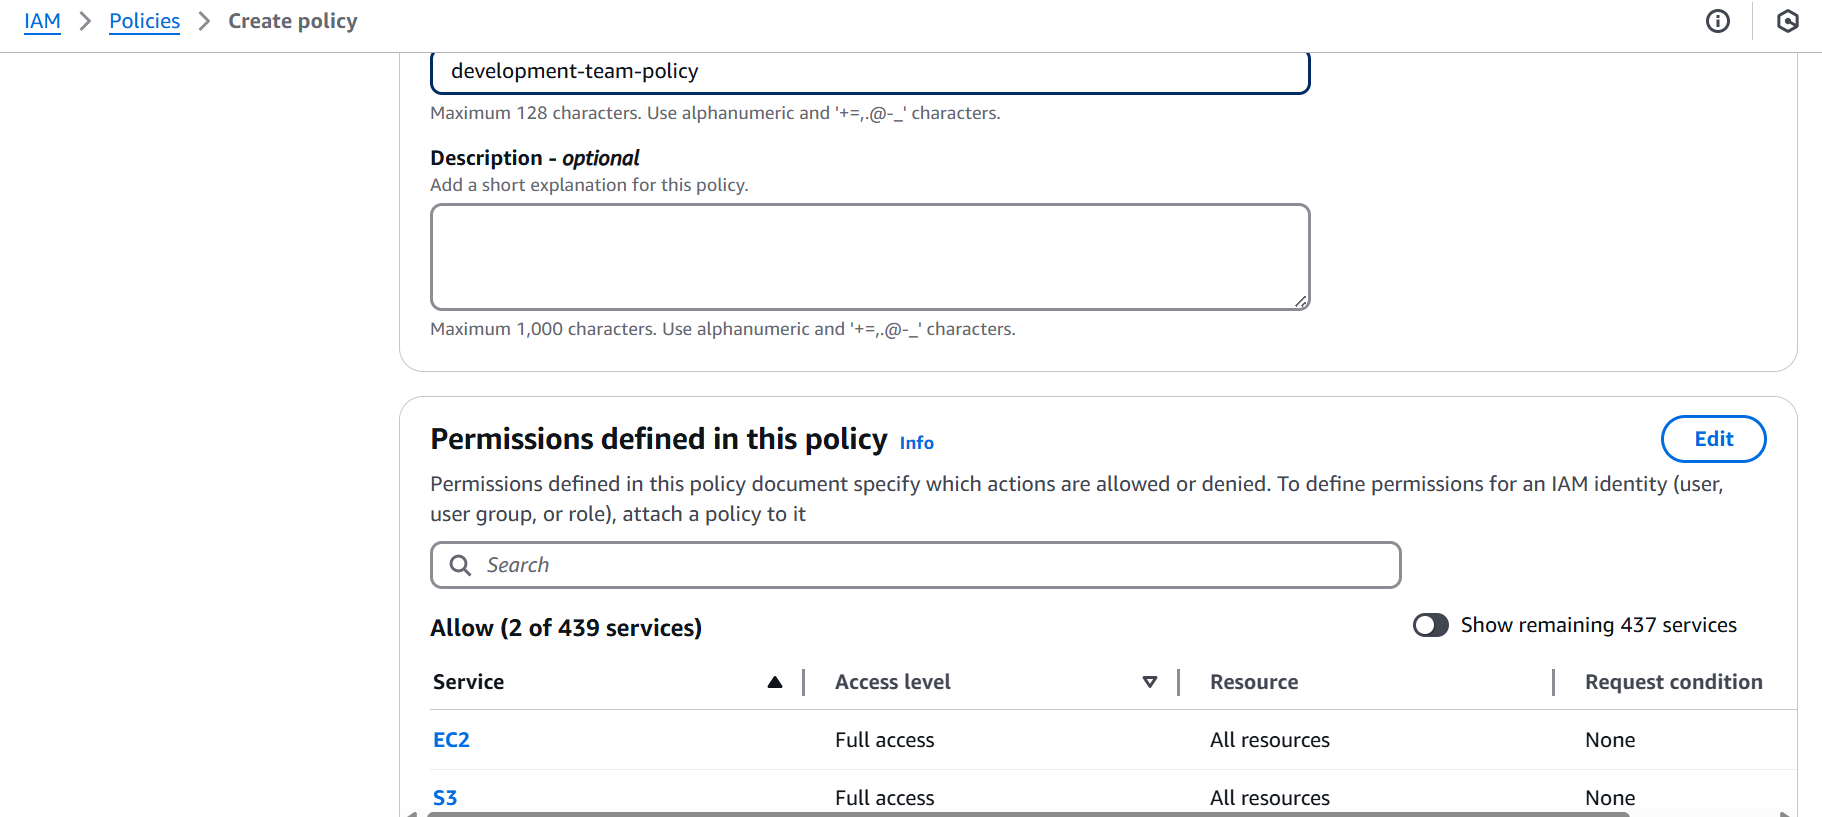 IAM > Policies > Create policy
development-team-policy
Maximum 128 characters. Use alphanumeric and '+=,.@-_' characters.
Description - optional
Add a short explanation for this policy.
Maximum 1,000 characters. Use alphanumeric and '+=,.@-_' characters.
Permissions defined in this policy Info
Edit
Permissions defined in this policy document specify which actions are allowed or denied. To define permissions for an IAM identity (user,
user group, or role), attach a policy to it
Search
Allow (2 of 439 services)
Show remaining 437 services
Service Access level Resource Request condition
EC2 Full access All resources None
S3 Full access All resources None